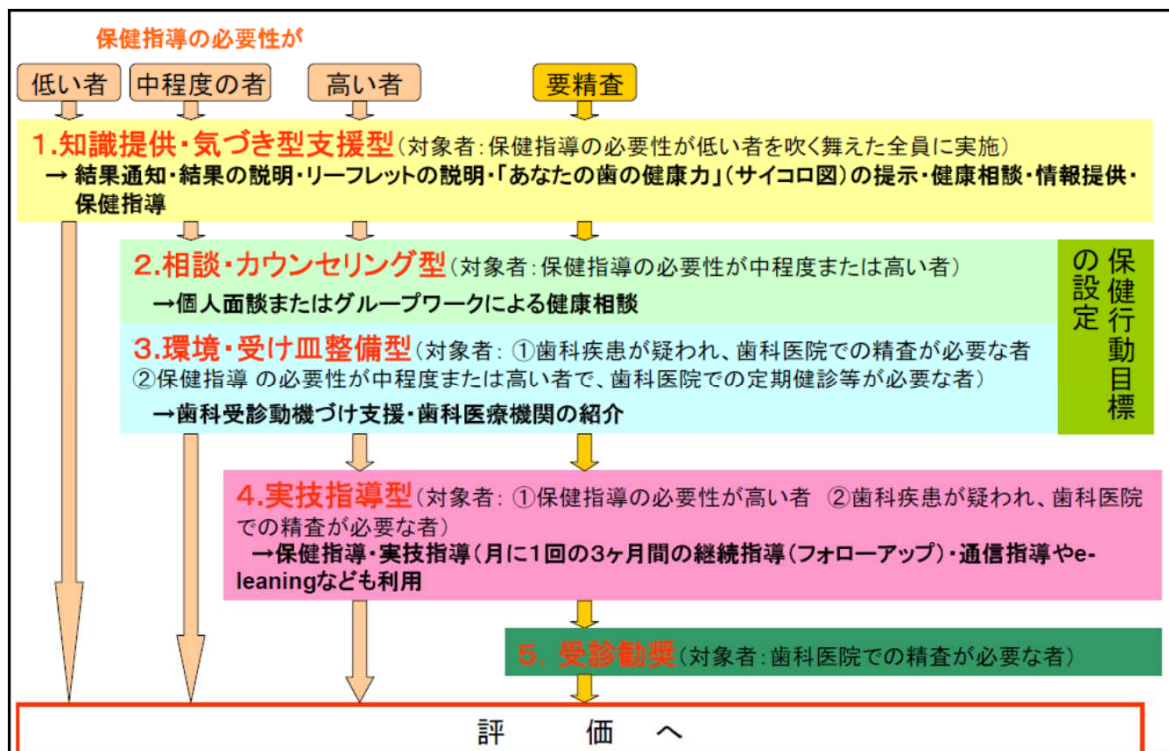 保健指導の必要性が
低い者
中程度の者
高い者
要精査
1.知識提供・気づき型支援型(対象者:保健指導の必要性が低い者を吹く舞えた全員に実施)
→ 結果通知・結果の説明・リーフレットの説明・「あなたの歯の健康力」(サイコロ図)の提示・健康相談・情報提供・
保健指導
2.相談・カウンセリング型(対象者:保健指導の必要性が中程度または高い者)
→個人面談またはグループワークによる健康相談
3.環境・受け皿整備型(対象者: ①歯科疾患が疑われ、歯科医院での精査が必要な者
②保健指導 の必要性が中程度または高い者で、歯科医院での定期健診等が必要な者)
→歯科受診動機づけ支援・歯科医療機関の紹介
保健行動目標
の設定
4.実技指導型(対象者: ①保健指導の必要性が高い者 ②歯科疾患が疑われ、歯科医院
での精査が必要な者)
→保健指導・実技指導(月に1回の3ヶ月間の継続指導(フォローアップ)・通信指導やe-
leaningなども利用
5. 受診勧奨(対象者:歯科医院での精査が必要な者)
評 価 へ